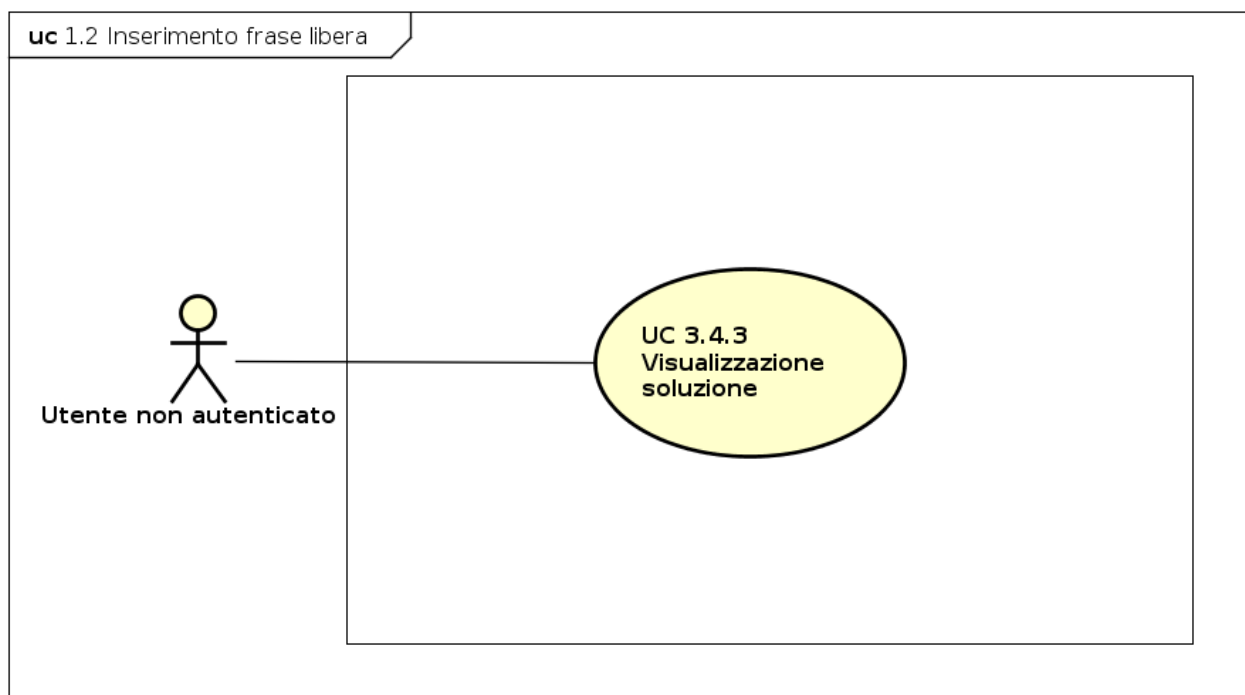 uc 1.2 Inserimento frase libera
UC 3.4.3
Visualizzazione
soluzione
Utente non autenticato